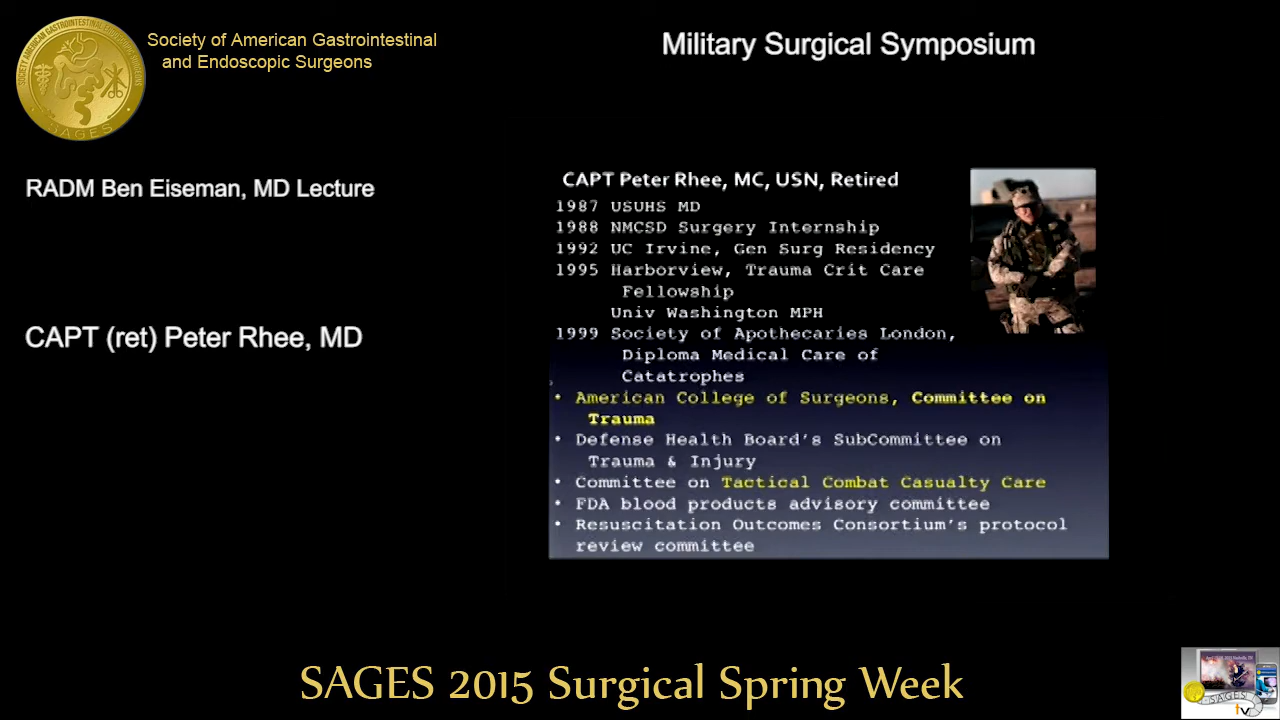 Society of American Gastrointestinal
and Endoscopic Surgeons
SAGES
Military Surgical Symposium
RADM Ben Eiseman, MD Lecture
CAPT (ret) Peter Rhee, MD
CAPT Peter Rhee, MC, USN, Retired
1987 USUHS MD
1988 NMCSD Surgery Internship
1992 UC Irvine, Gen Surg Residency
1995 Harborview, Trauma Crit Care
Fellowship
Univ Washington MPH
1999 Society of Apothecaries London,
Diploma Medical Care of
Catatrophes
• American College of Surgeons, Committee on
Trauma
• Defense Health Board's SubCommittee on
Trauma & Injury
• Committee on Tactical Combat Casualty Care
• FDA blood products advisory committee
• Resuscitation Outcomes Consortium's protocol
review committee
SAGES 2015 Surgical Spring Week
SAGES
tv